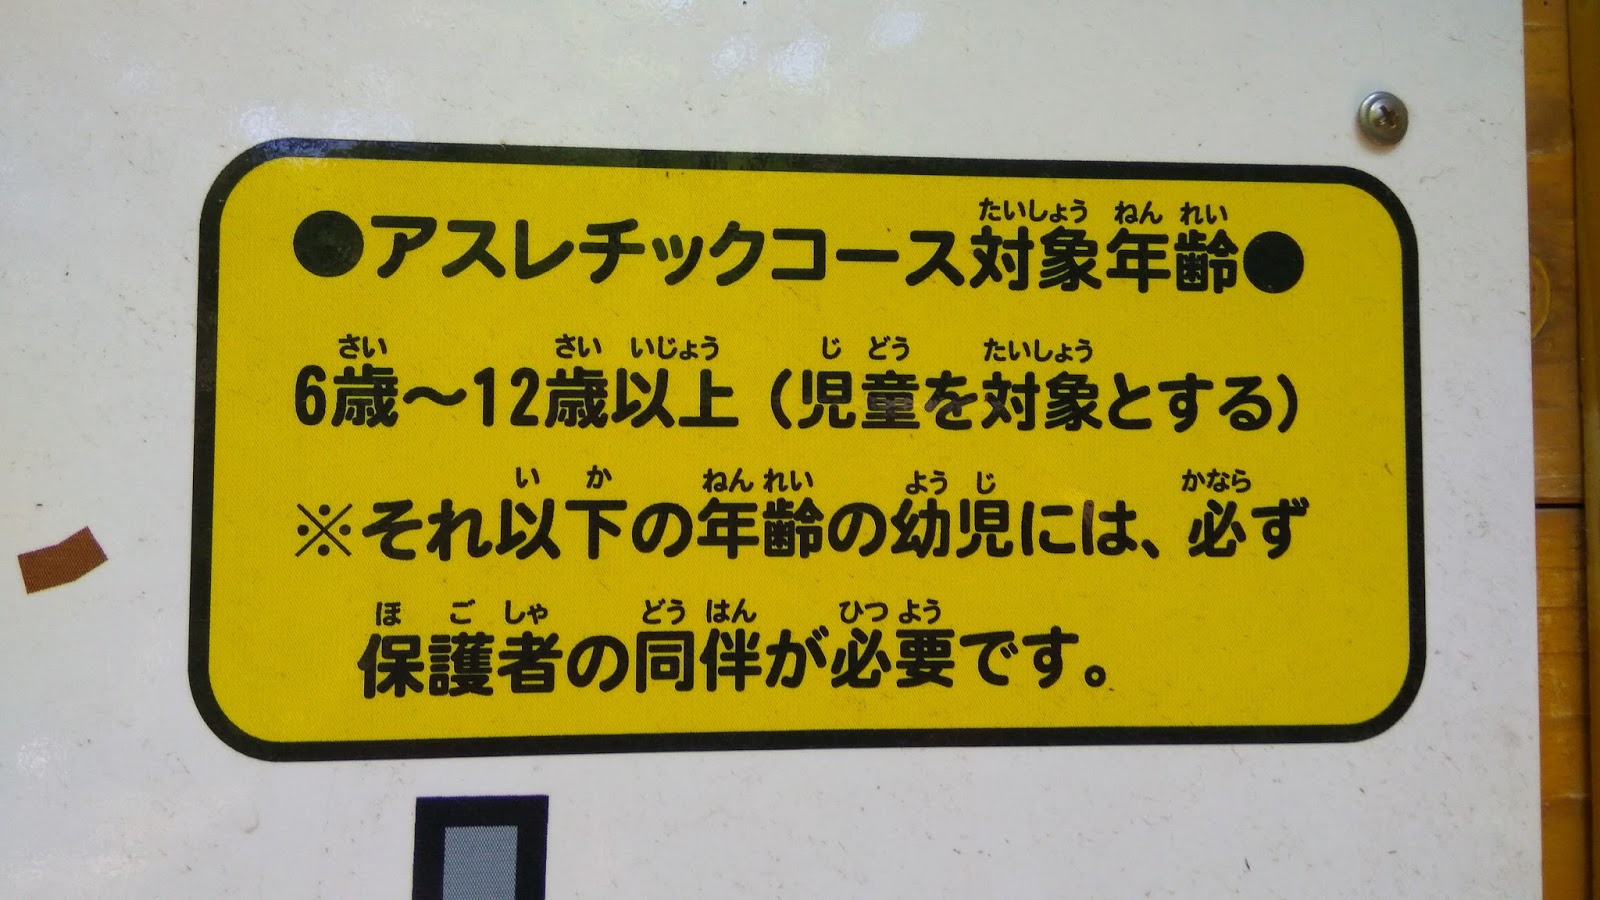 ●アスレチックコース対象年齢●
6歳～12歳以上（児童を対象とする）
※それ以下の年齢の幼児には、必ず
保護者の同伴が必要です。